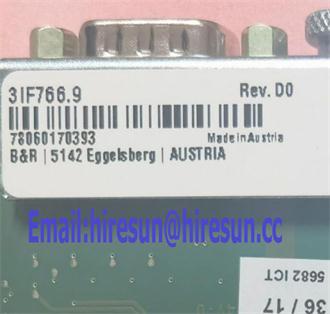 3IF766.9
Rev. D0
78060170393
Made in Austria
B&R | 5142 Eggelsberg | AUSTRIA
Email:hiresun@hiresun.cc
5682 ICT
36 / 17